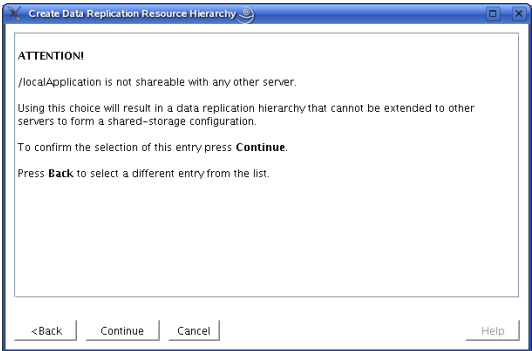 Create Data Replication Resource Hierarchy
ATTENTION!
/localApplication is not shareable with any other server.
Using this choice will result in a data replication hierarchy that cannot be extended to other
servers to form a shared-storage configuration.
To confirm the selection of this entry press Continue.
Press Back to select a different entry from the list.
<Back Continue Cancel Help